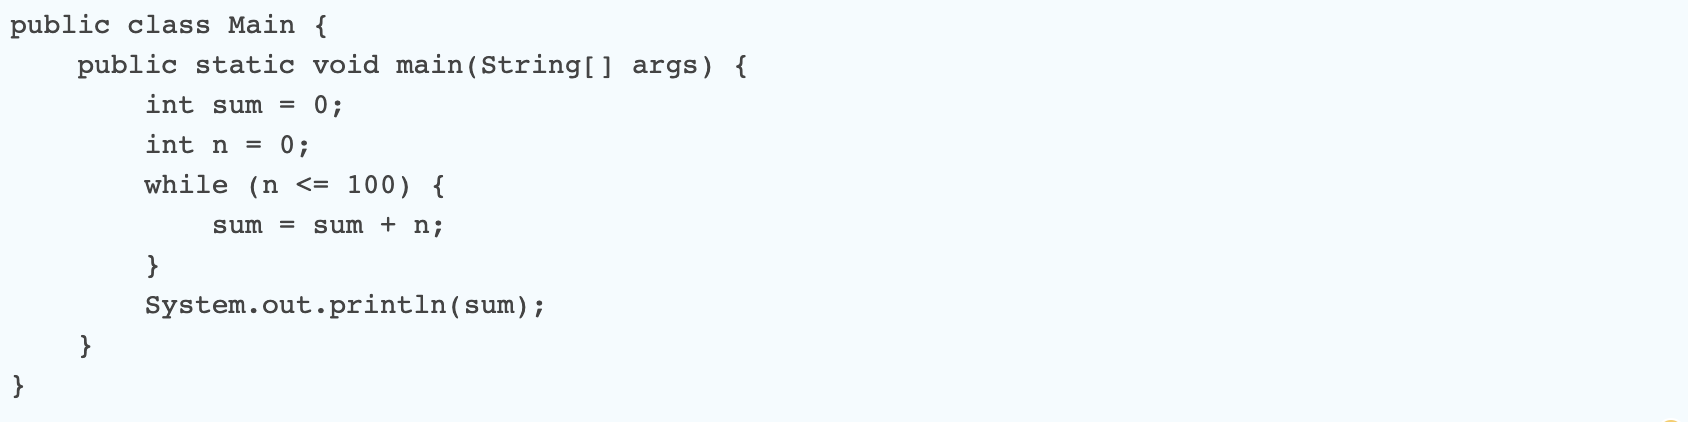 public class Main {
    public static void main(String[] args) {
        int sum = 0;
        int n = 0;
        while (n <= 100) {
            sum = sum + n;
        }
        System.out.println(sum);
    }
}